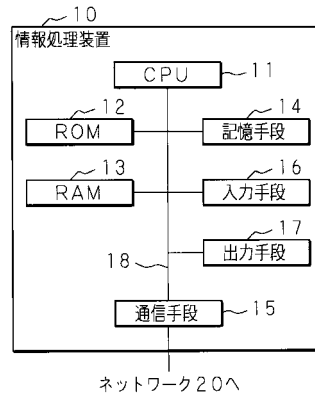 10
情報処理装置
CPU 11
12 14
ROM 記憶手段
13 16
RAM 入力手段
17
18 出力手段
通信手段 15
ネットワーク20へ